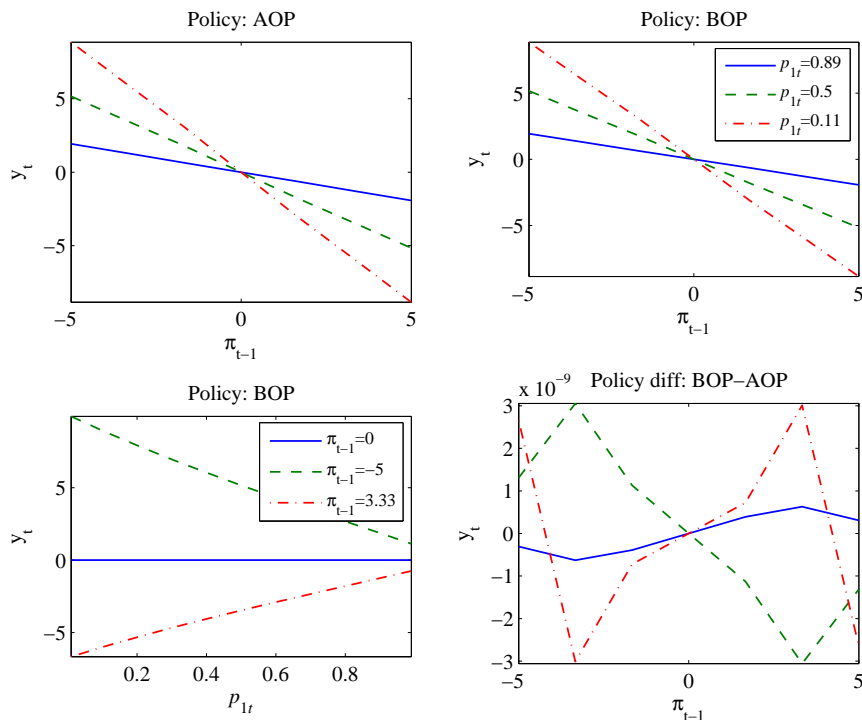 Policy: AOP
5
0
−5
y_t
−5
0
5
π_{t−1}
Policy: BOP
p_{1t}=0.89
p_{1t}=0.5
p_{1t}=0.11
5
0
−5
y_t
−5
0
5
π_{t−1}
Policy: BOP
π_{t−1}=0
π_{t−1}=−5
π_{t−1}=3.33
5
0
−5
y_t
0.2
0.4
0.6
0.8
p_{1t}
x 10^{−9}
Policy diff: BOP−AOP
3
2
1
0
−1
−2
−3
y_t
−5
0
5
π_{t−1}